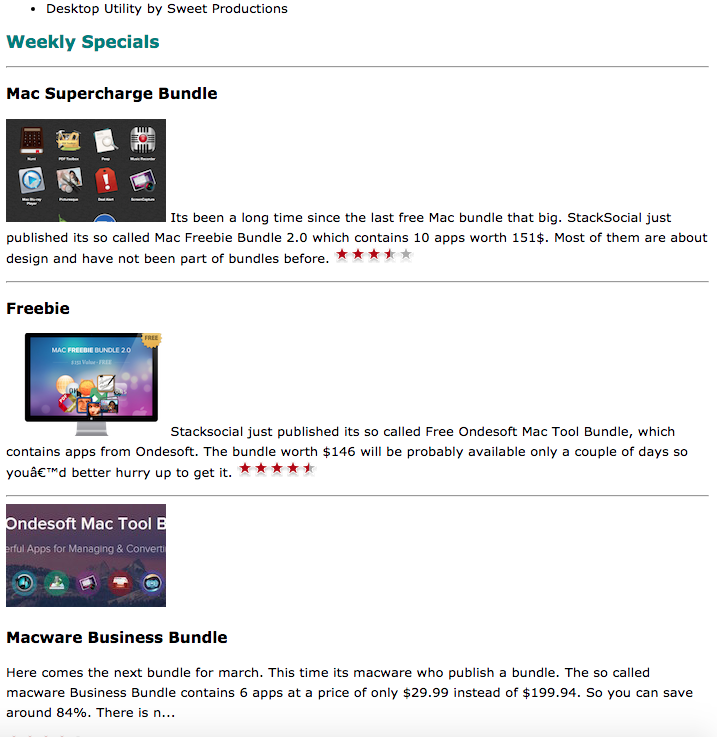 Desktop Utility by Sweet Productions
Weekly Specials
Mac Supercharge Bundle
PDF Toolbox
Music Recorder
Mac Blu-ray
Player
Its been a long time since the last free Mac bundle that big. StackSocial just
published its so called Mac Freebie Bundle 2.0 which contains 10 apps worth 151$. Most of them are about
design and have not been part of bundles before.
Freebie
FREE
MAC FREEBIE BUNDLE 2.0
$151 Value - FREE
Stacksocial just published its so called Free Ondesoft Mac Tool Bundle, which
contains apps from Ondesoft. The bundle worth $146 will be probably available only a couple of days so
youâ€™d better hurry up to get it.
Ondesoft Mac Tool B
erful Apps for Managing & Converti
Macware Business Bundle
Here comes the next bundle for march. This time its macware who publish a bundle. The so called
macware Business Bundle contains 6 apps at a price of only $29.99 instead of $199.94. So you can save
around 84%. There is n...